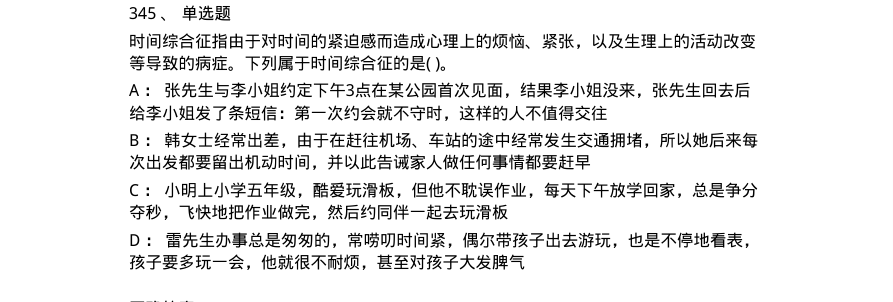 345 、 单选题
时间综合征指由于对时间的紧迫感而造成心理上的烦恼、紧张，以及生理上的活动改变
等导致的病症。下列属于时间综合征的是( )。
A ： 张先生与李小姐约定下午3点在某公园首次见面，结果李小姐没来，张先生回去后
给李小姐发了条短信：第一次约会就不守时，这样的人不值得交往
B ： 韩女士经常出差，由于在赶往机场、车站的途中经常发生交通拥堵，所以她后来每
次出发都要留出机动时间，并以此告诫家人做任何事情都要赶早
C ： 小明上小学五年级，酷爱玩滑板，但他不耽误作业，每天下午放学回家，总是争分
夺秒，飞快地把作业做完，然后约同伴一起去玩滑板
D ： 雷先生办事总是匆匆的，常唠叨时间紧，偶尔带孩子出去游玩，也是不停地看表，
孩子要多玩一会，他就很不耐烦，甚至对孩子大发脾气